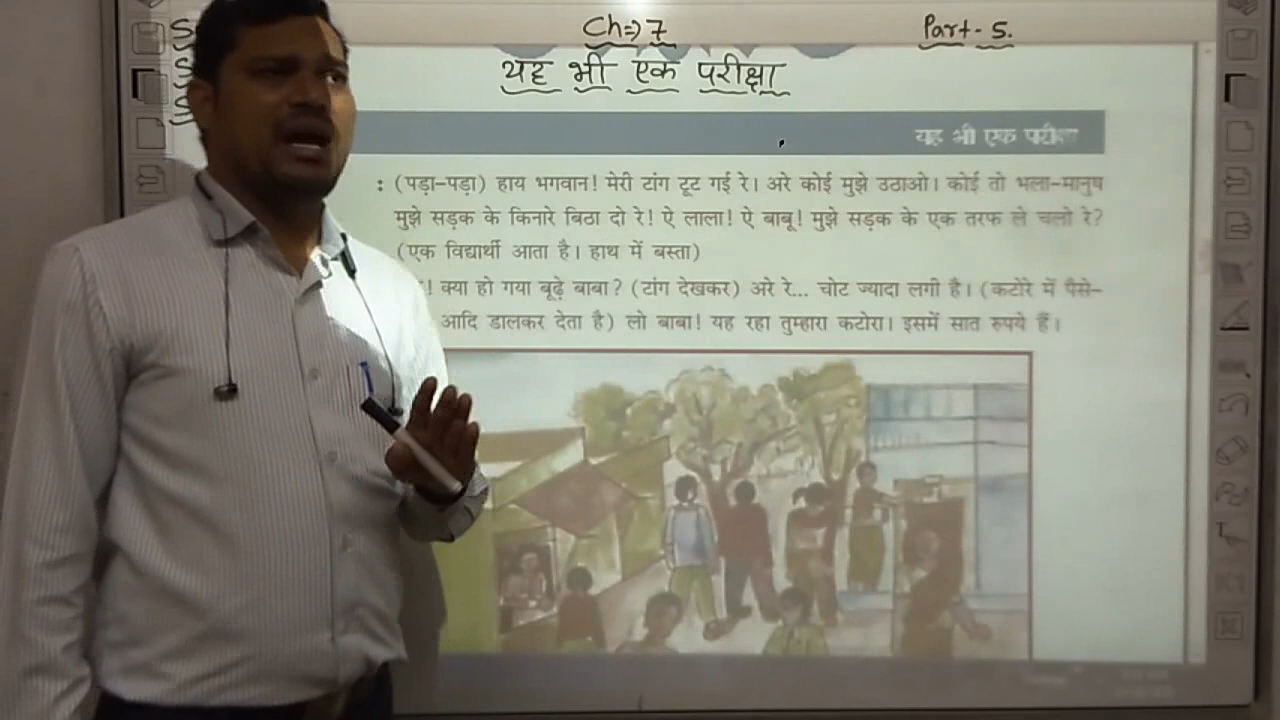 Ch⇒7
Part-5.
यह भी एक परीक्षा
यह भी एक परीक्षा
: (पड़ा-पड़ा) हाय भगवान! मेरी टांग टूट गई रे। अरे कोई मुझे उठाओ। कोई तो भला-मानुष
मुझे सड़क के किनारे बिठा दो रे! ऐ लाला! ऐ बाबू! मुझे सड़क के एक तरफ ले चलो रे?
(एक विद्यार्थी आता है। हाथ में बस्ता)
! क्या हो गया बूढ़े बाबा? (टांग देखकर) अरे रे... चोट ज्यादा लगी है। (कटोरे में पैसे-
आदि डालकर देता है) लो बाबा! यह रहा तुम्हारा कटोरा। इसमें सात रुपये हैं।